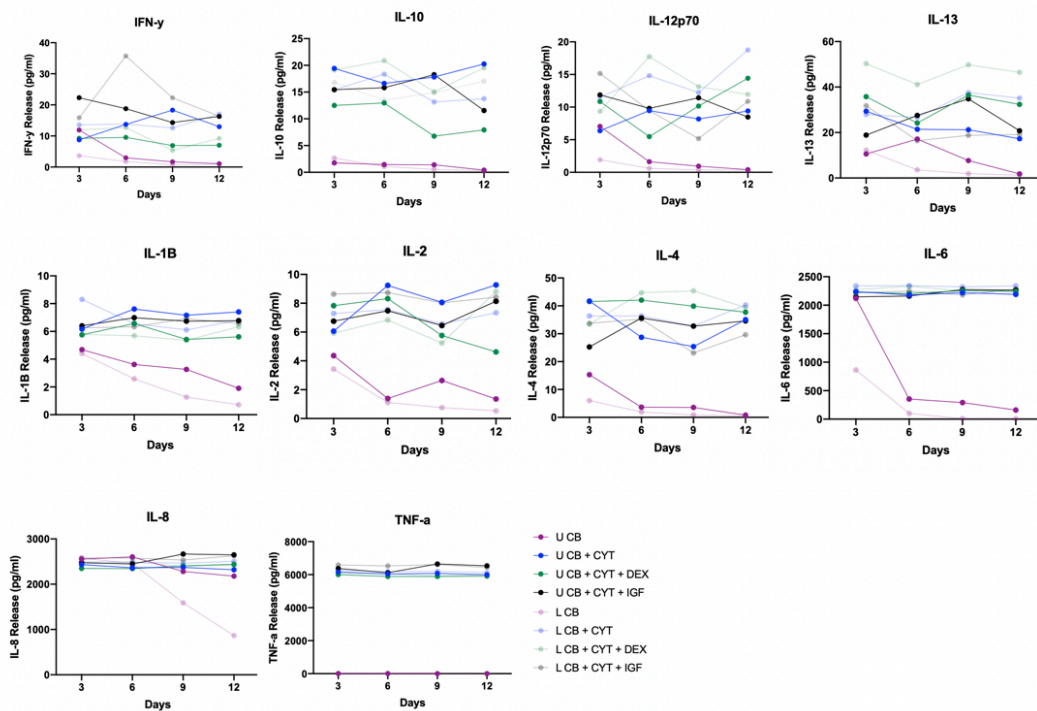 IFN-y
IFN-y Release (pg/ml)
40
30
20
10
0
3 6 9 12
Days
IL-10
IL-10 Release (pg/ml)
25
20
15
10
5
0
3 6 9 12
Days
IL-12p70
IL-12p70 Release (pg/ml)
20
15
10
5
0
3 6 9 12
Days
IL-13
IL-13 Release (pg/ml)
60
40
20
0
3 6 9 12
Days
IL-1B
IL-1B Release (pg/ml)
10
8
6
4
2
0
3 6 9 12
Days
IL-2
IL-2 Release (pg/ml)
10
8
6
4
2
0
3 6 9 12
Days
IL-4
IL-4 Release (pg/ml)
50
40
30
20
10
0
3 6 9 12
Days
IL-6
IL-6 Release (pg/ml)
2500
2250
2000
1500
1000
500
0
3 6 9 12
Days
IL-8
IL-8 Release (pg/ml)
3000
2000
1000
0
3 6 9 12
Days
TNF-a
TNF-a Release (pg/ml)
8000
6000
4000
2000
0
3 6 9 12
Days
U CB
U CB + CYT
U CB + CYT + DEX
U CB + CYT + IGF
L CB
L CB + CYT
L CB + CYT + DEX
L CB + CYT + IGF